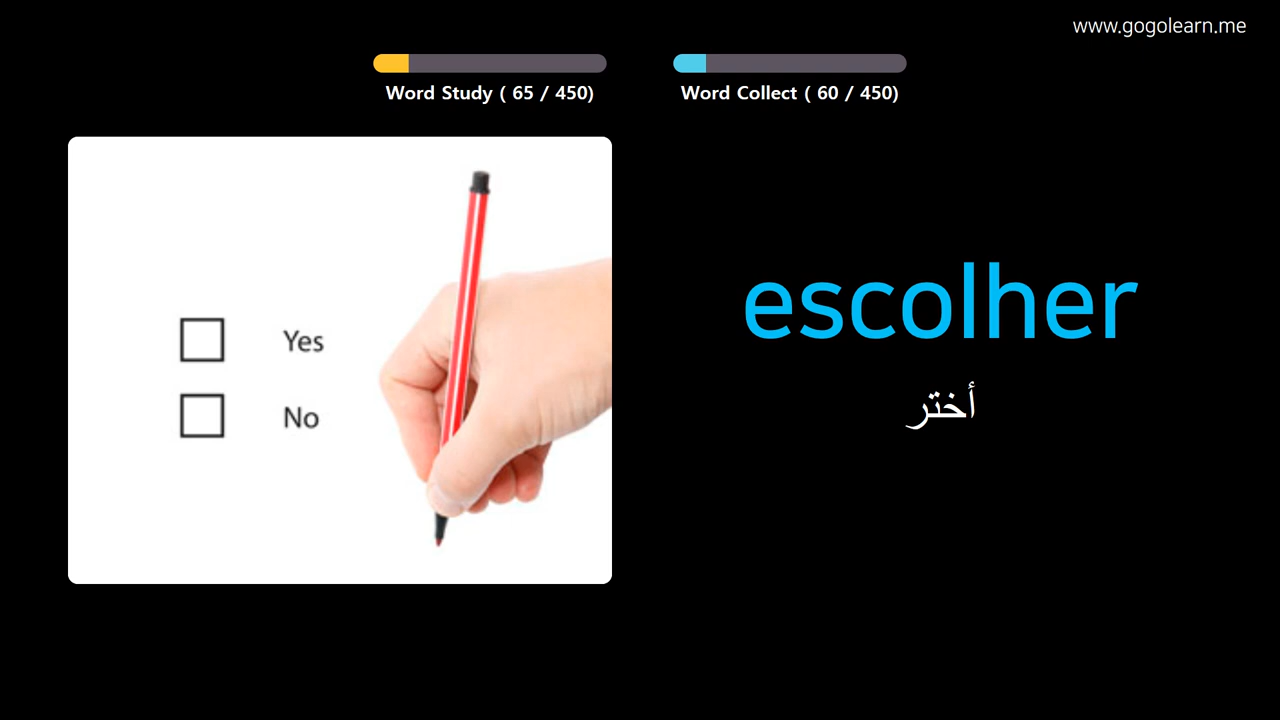 www.gogolearn.me
Word Study ( 65 / 450)
Word Collect ( 60 / 450)
Yes
No
escolher
أختر